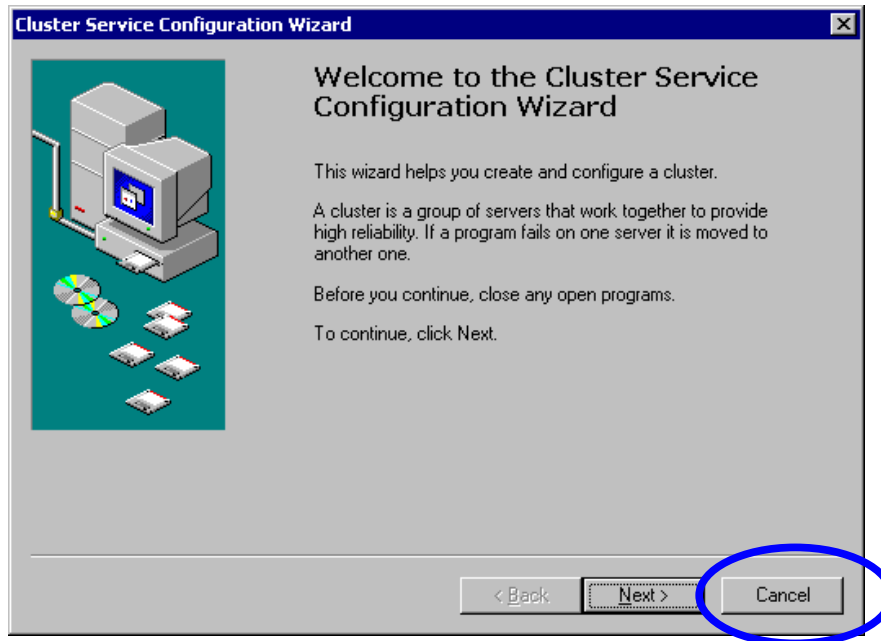 Cluster Service Configuration Wizard
Welcome to the Cluster Service
Configuration Wizard
This wizard helps you create and configure a cluster.
A cluster is a group of servers that work together to provide
high reliability. If a program fails on one server it is moved to
another one.
Before you continue, close any open programs.
To continue, click Next.
< Back
Next >
Cancel